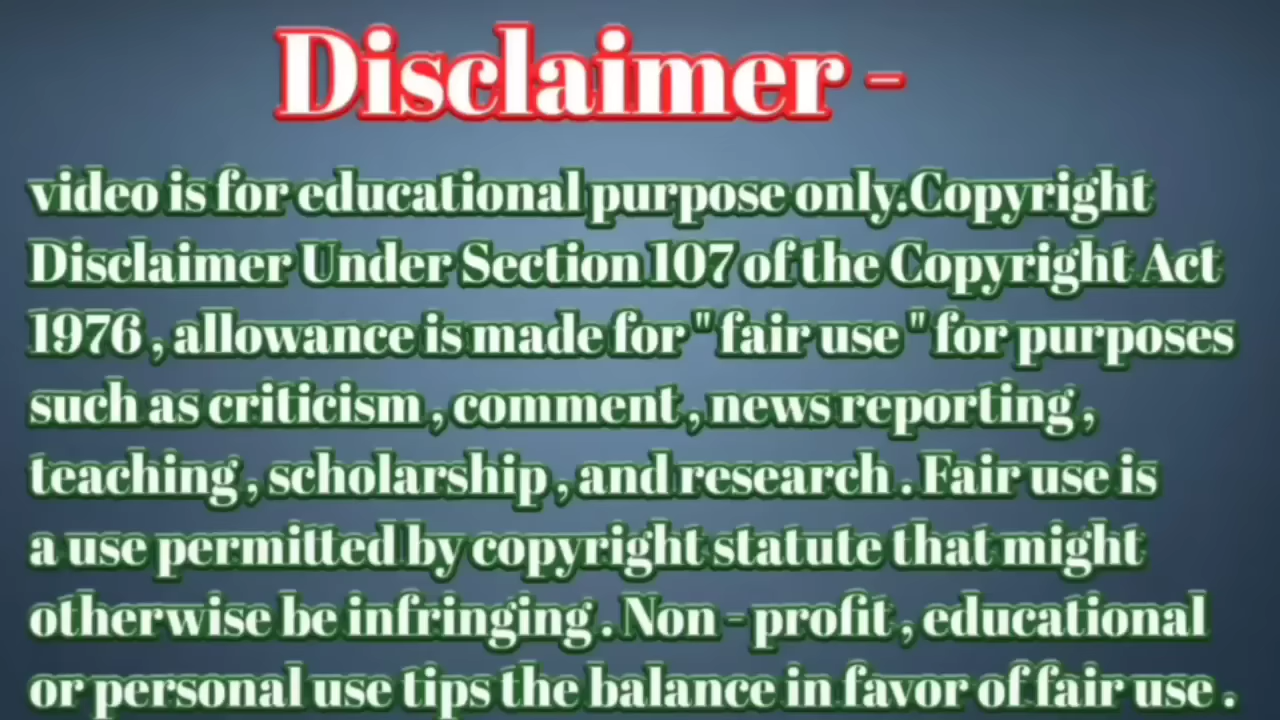 Disclaimer -
video is for educational purpose only.Copyright
Disclaimer Under Section 107 of the Copyright Act
1976 , allowance is made for " fair use " for purposes
such as criticism , comment , news reporting ,
teaching , scholarship , and research . Fair use is
a use permitted by copyright statute that might
otherwise be infringing . Non - profit , educational
or personal use tips the balance in favor of fair use .